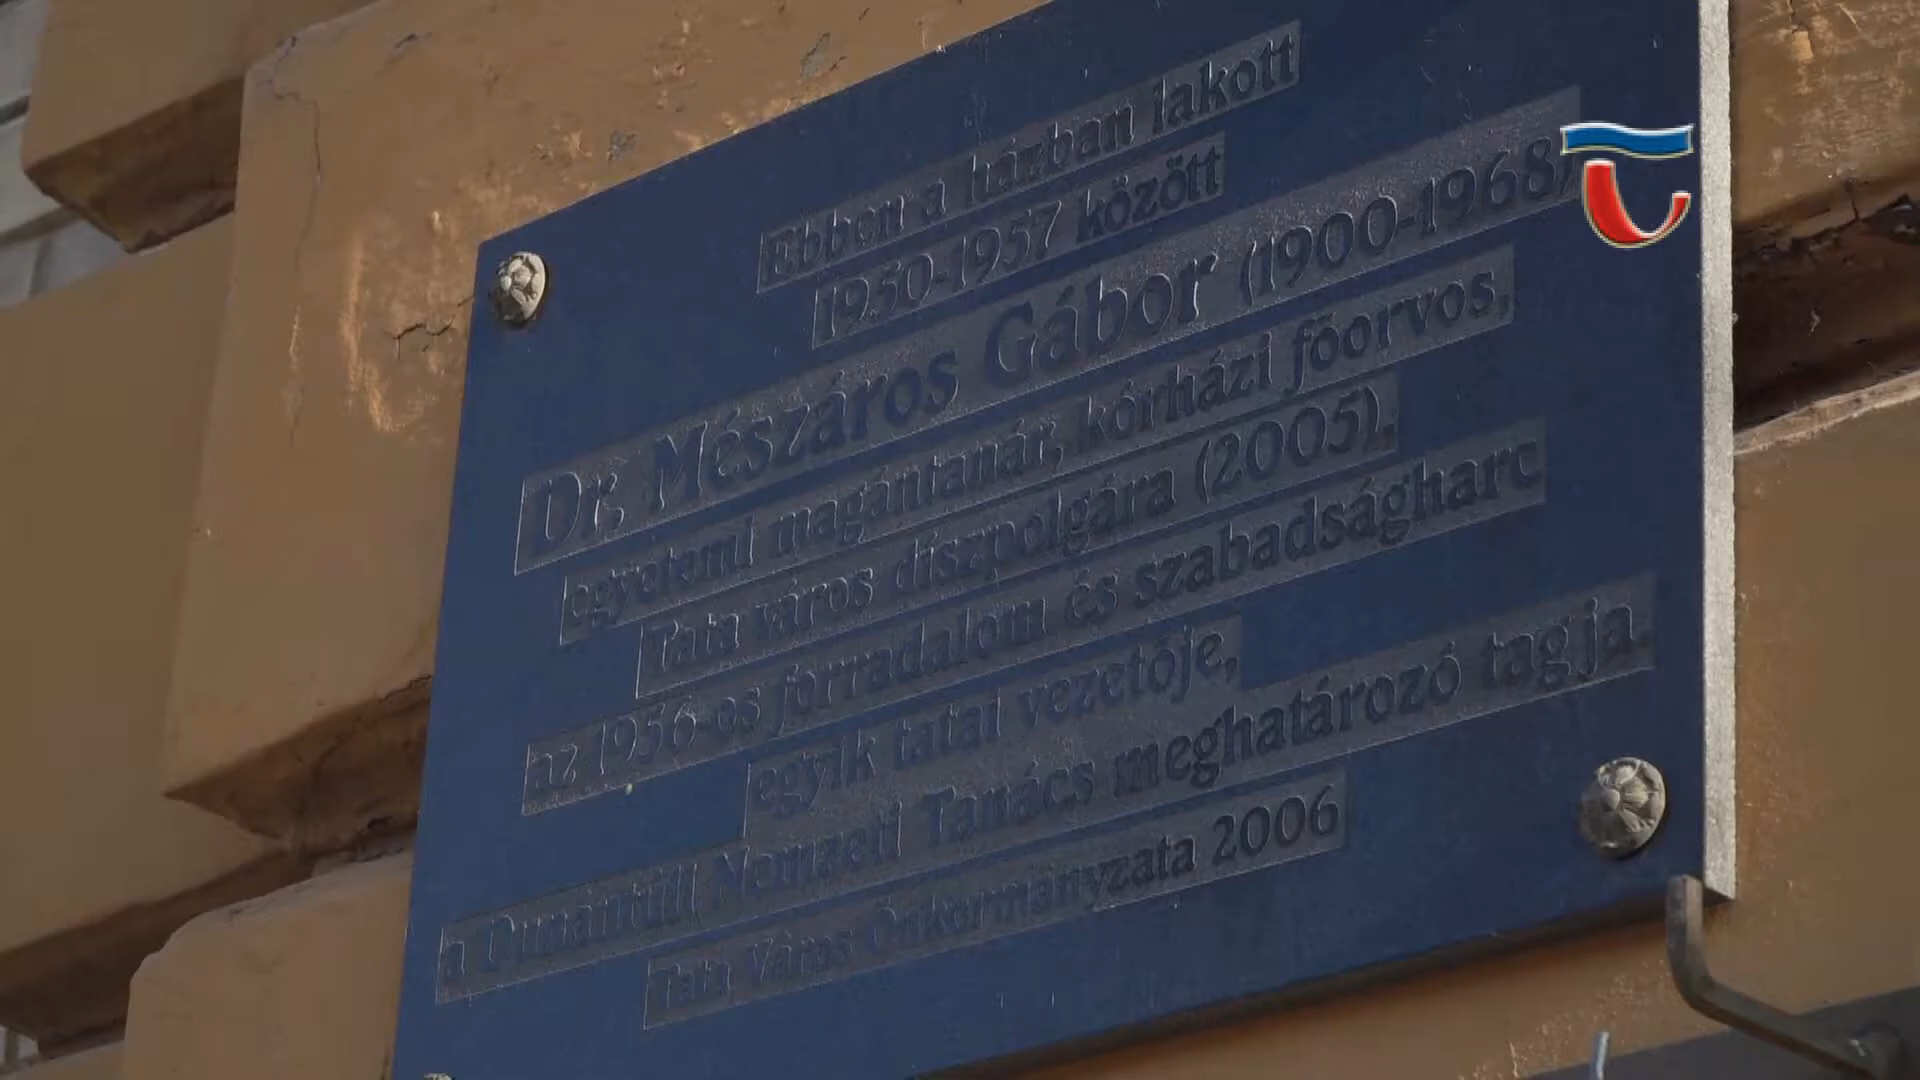 Ebben a házban lakott
1950-1957 között
Dr. Mészáros Gábor (1900-1968)
egyetemi magántanár, kórházi főorvos,
Tata város díszpolgára (2005),
az 1956-os forradalom és szabadságharc
egyik tatai vezetője,
a Dunántúli Nemzeti Tanács meghatározó tagja.
Tata Város Önkormányzata 2006